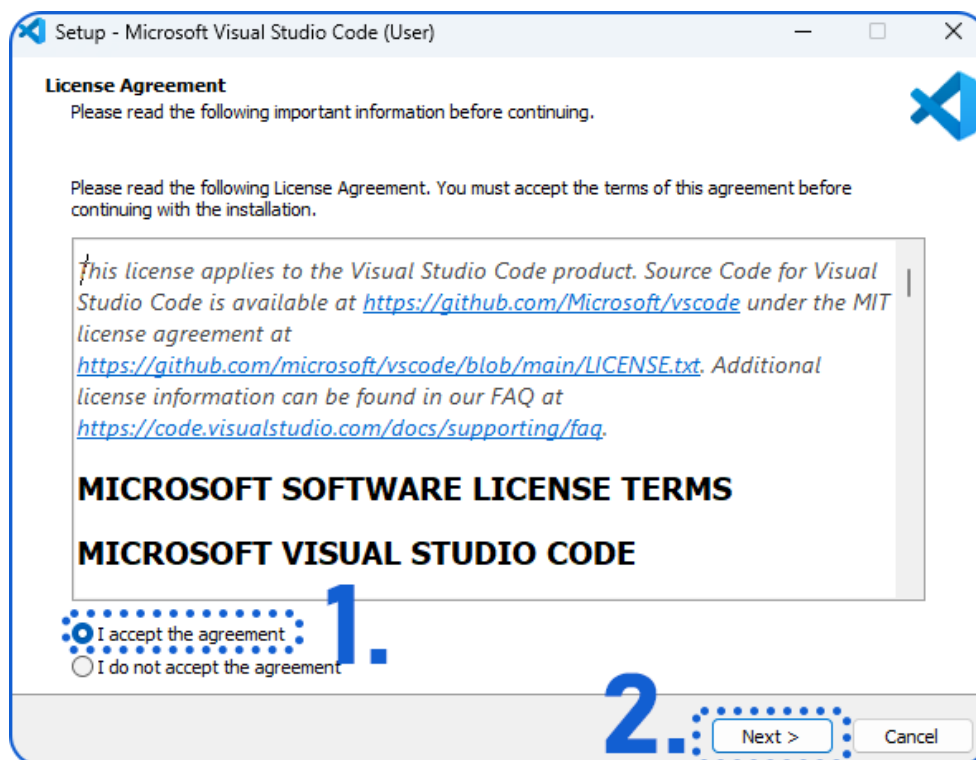 Setup - Microsoft Visual Studio Code (User)
License Agreement
Please read the following important information before continuing.
Please read the following License Agreement. You must accept the terms of this agreement before
continuing with the installation.
This license applies to the Visual Studio Code product. Source Code for Visual
Studio Code is available at https://github.com/Microsoft/vscode under the MIT
license agreement at
https://github.com/microsoft/vscode/blob/main/LICENSE.txt. Additional
license information can be found in our FAQ at
https://code.visualstudio.com/docs/supporting/faq.
MICROSOFT SOFTWARE LICENSE TERMS
MICROSOFT VISUAL STUDIO CODE
1.
I accept the agreement
I do not accept the agreement
2.
Next >
Cancel